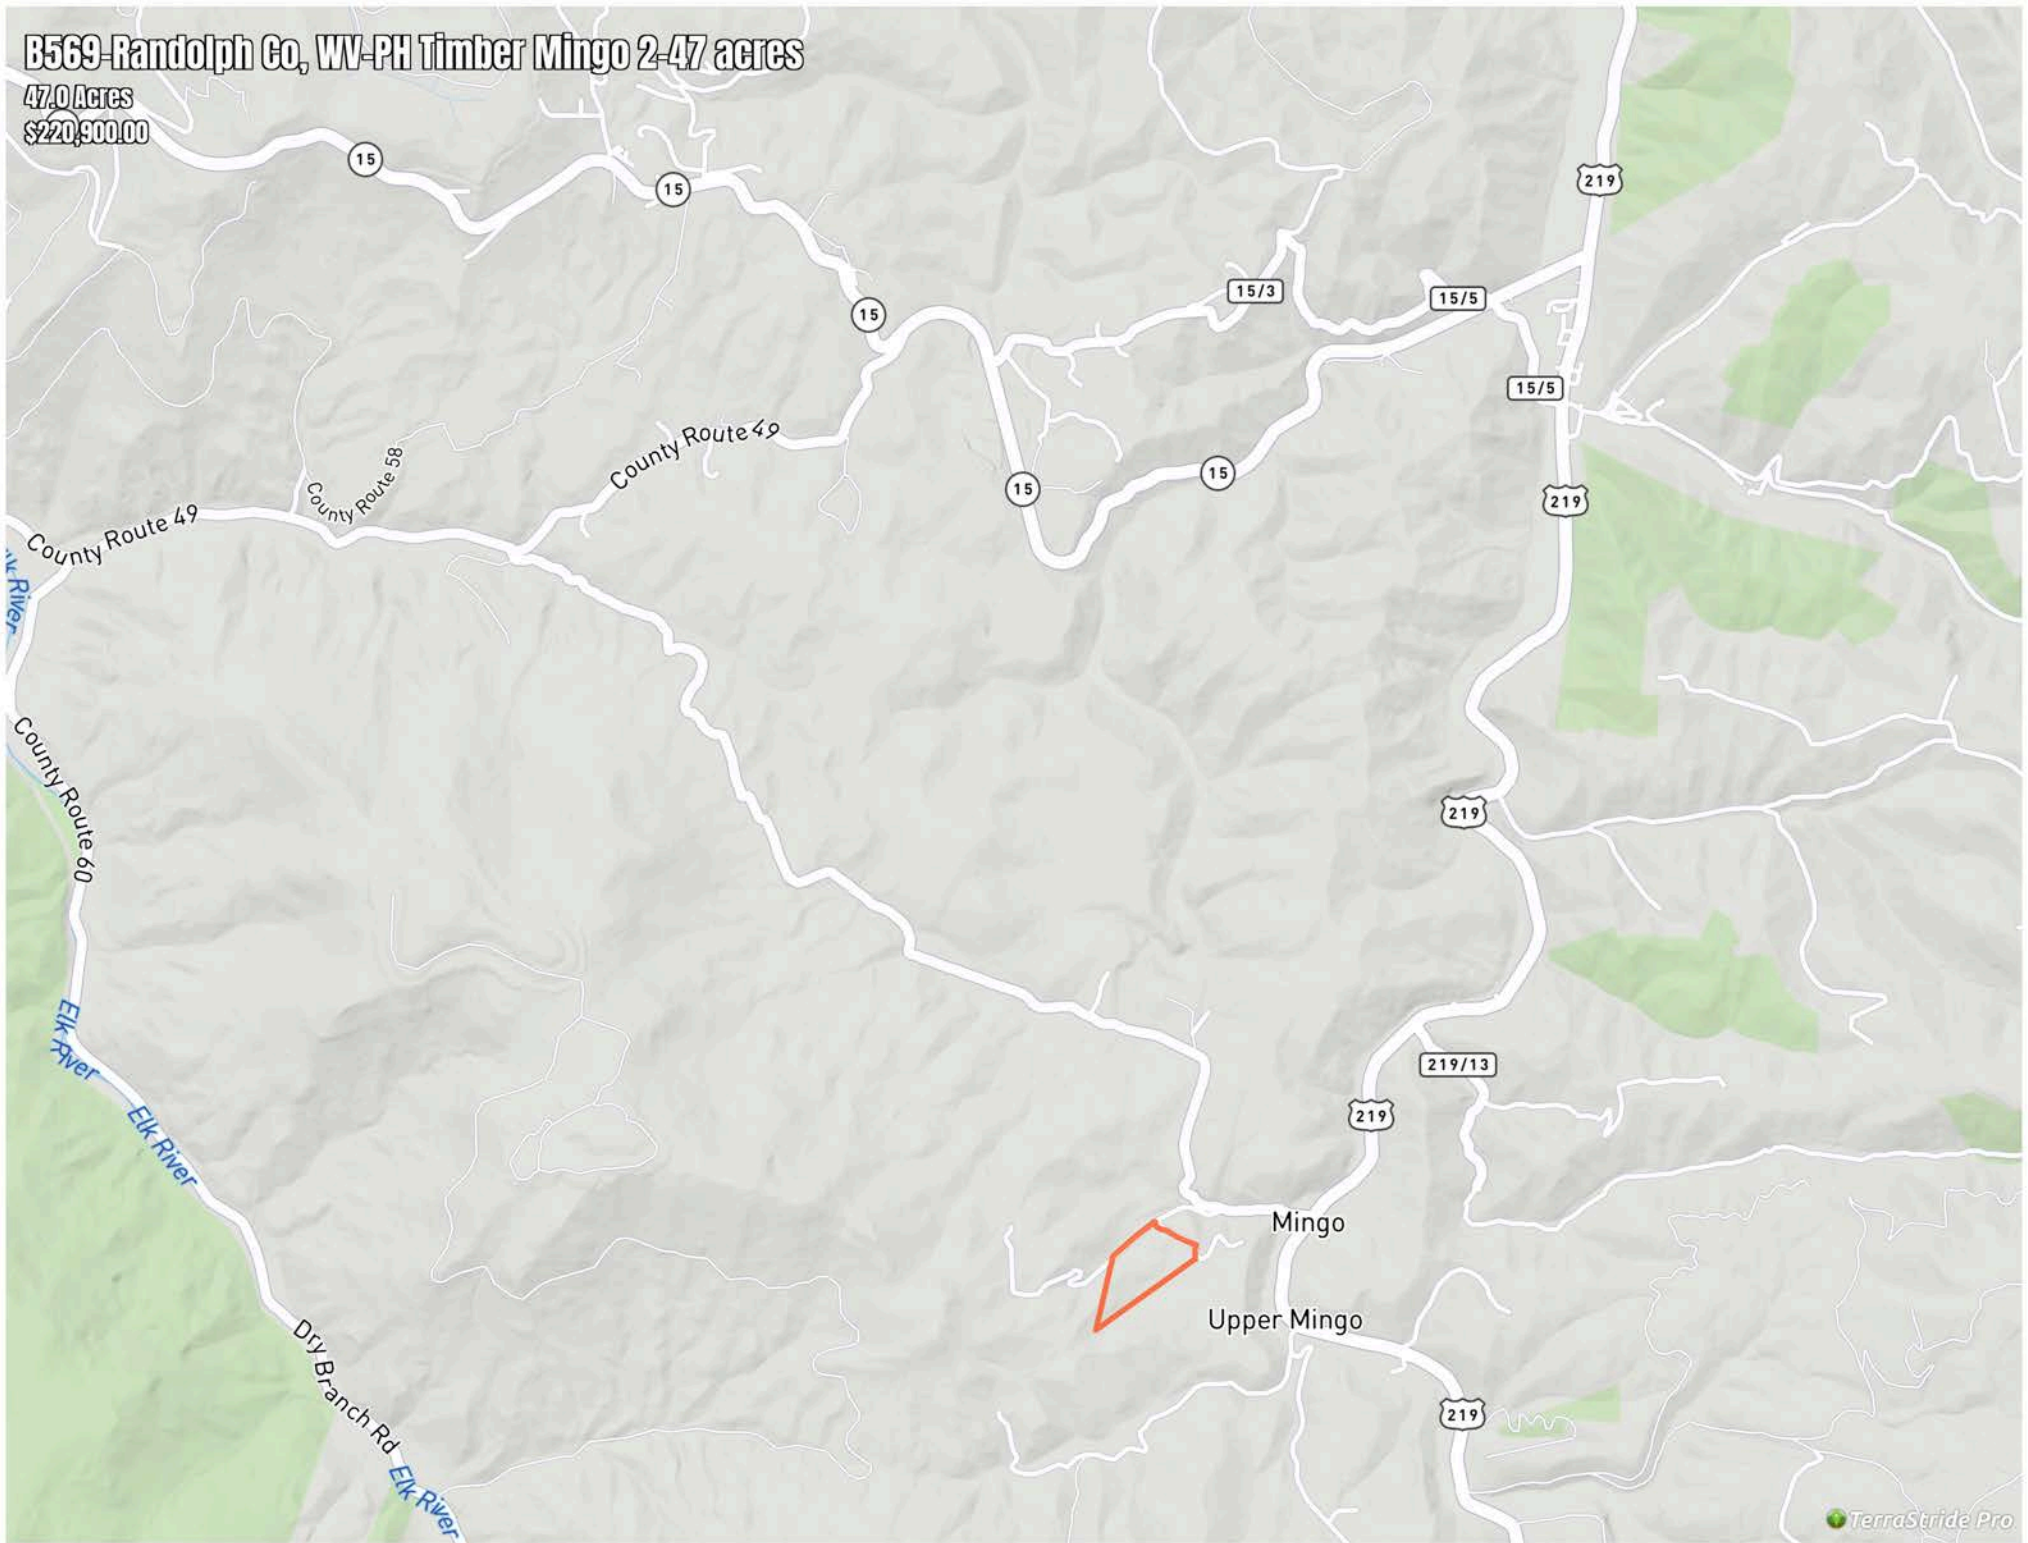 B569-Randolph Co, WV-PH Timber Mingo 2-47 acres
47.0 Acres
$220,900.00
15
15
219
15/3
15/5
15
15/5
County Route 49
County Route 58
15
15
219
County Route 49
River
County Route 60
219
Elk River
219/13
219
Elk River
Mingo
Upper Mingo
Dry Branch Rd
219
Elk River
TerraStride Pro